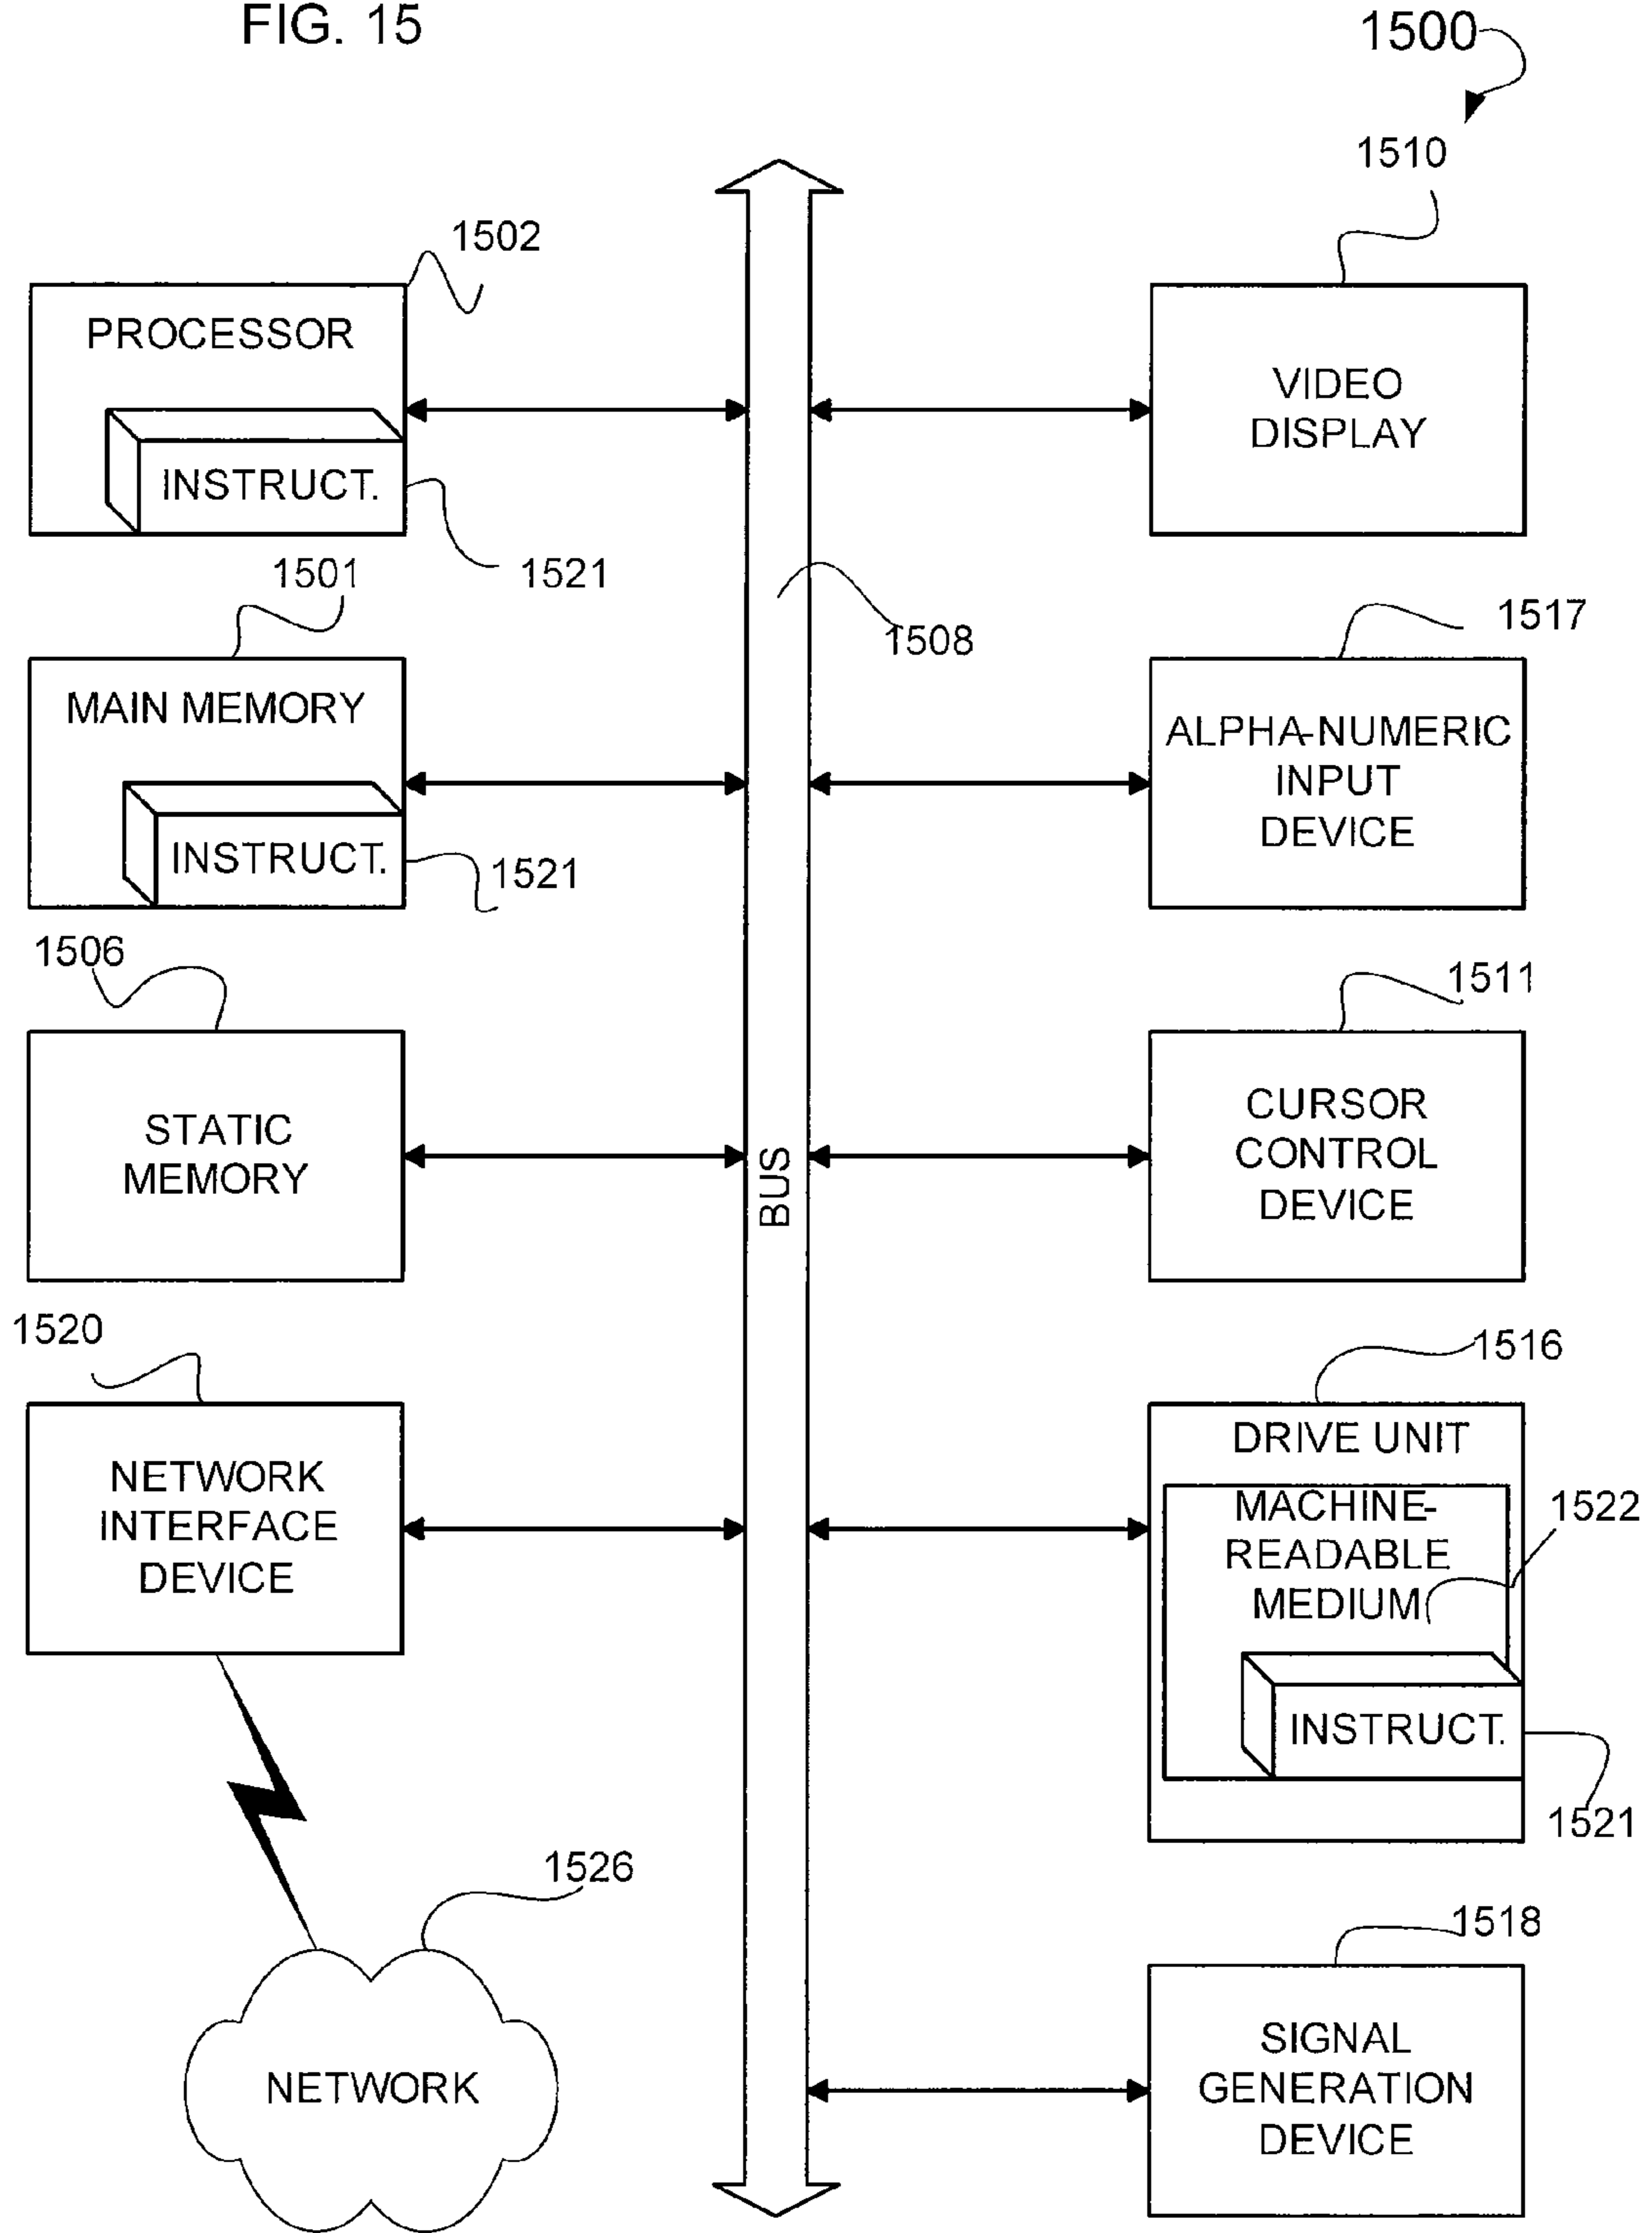 FIG. 15
1500
1510
1502
PROCESSOR
INSTRUCT.
1521
VIDEO
DISPLAY
1501
MAIN MEMORY
INSTRUCT.
1521
1508
1517
ALPHA-NUMERIC
INPUT
DEVICE
1506
STATIC
MEMORY
BUS
1511
CURSOR
CONTROL
DEVICE
1520
NETWORK
INTERFACE
DEVICE
1516
DRIVE UNIT
MACHINE-
READABLE
MEDIUM
1522
INSTRUCT.
1521
1526
NETWORK
1518
SIGNAL
GENERATION
DEVICE